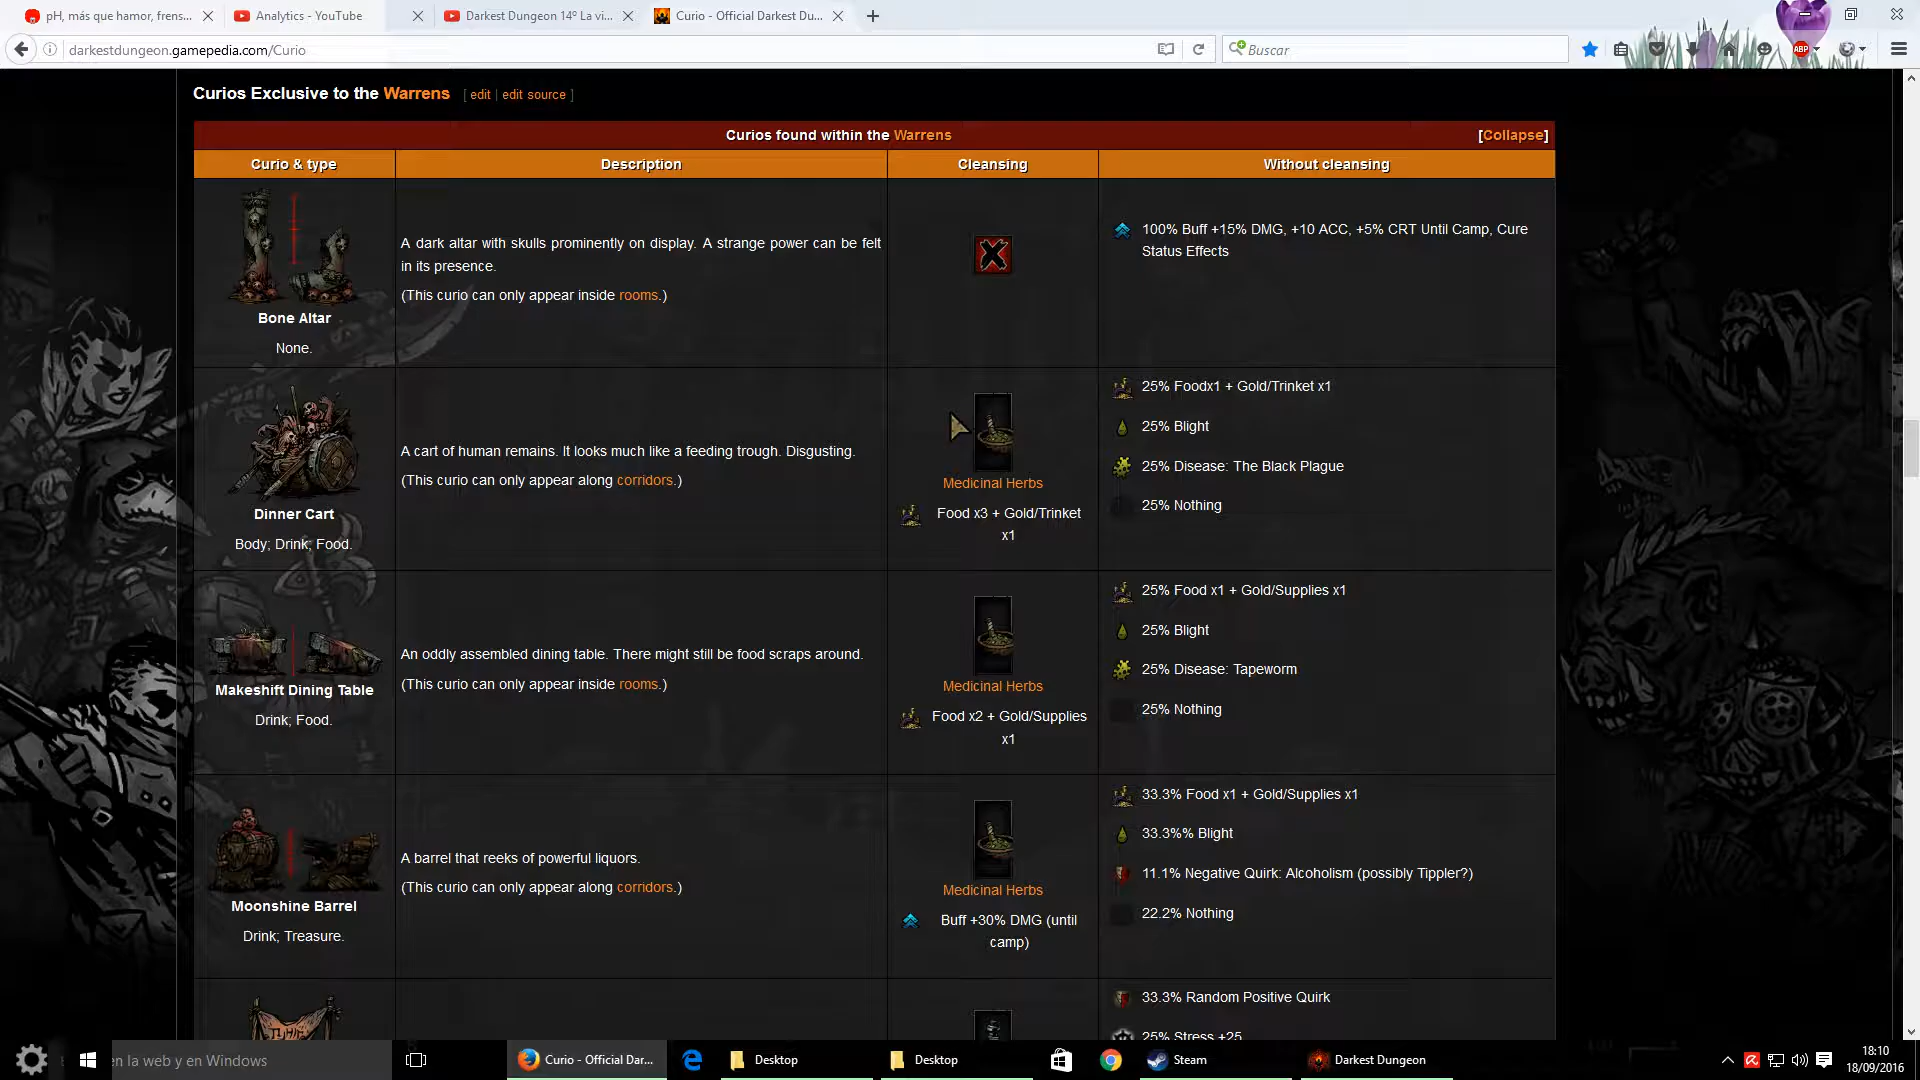 pH, más que hamor, frens...
Analytics - YouTube
Darkest Dungeon 14º La vi...
Curio - Official Darkest Du...
darkestdungeon.gamepedia.com/Curio
Buscar
ABP
Curios Exclusive to the Warrens [ edit | edit source ]
Curios found within the Warrens
[Collapse]
Curio & type
Description
Cleansing
Without cleansing
Bone Altar
None.
A dark altar with skulls prominently on display. A strange power can be felt
in its presence.
(This curio can only appear inside rooms.)
100% Buff +15% DMG, +10 ACC, +5% CRT Until Camp, Cure
Status Effects
Dinner Cart
Body; Drink; Food.
A cart of human remains. It looks much like a feeding trough. Disgusting.
(This curio can only appear along corridors.)
Medicinal Herbs
Food x3 + Gold/Trinket
x1
25% Foodx1 + Gold/Trinket x1
25% Blight
25% Disease: The Black Plague
25% Nothing
Makeshift Dining Table
Drink; Food.
An oddly assembled dining table. There might still be food scraps around.
(This curio can only appear inside rooms.)
Medicinal Herbs
Food x2 + Gold/Supplies
x1
25% Food x1 + Gold/Supplies x1
25% Blight
25% Disease: Tapeworm
25% Nothing
Moonshine Barrel
Drink; Treasure.
A barrel that reeks of powerful liquors.
(This curio can only appear along corridors.)
Medicinal Herbs
Buff +30% DMG (until
camp)
33.3% Food x1 + Gold/Supplies x1
33.3%% Blight
11.1% Negative Quirk: Alcoholism (possibly Tippler?)
22.2% Nothing
33.3% Random Positive Quirk
25% Stress +25
en la web y en Windows
Curio - Official Dar...
Desktop
Desktop
Steam
Darkest Dungeon
18:10
18/09/2016